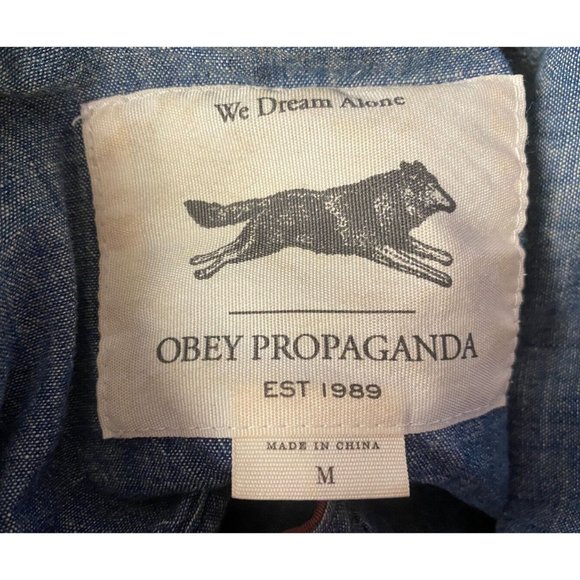 We Dream Alone
OBEY PROPAGANDA
EST 1989
MADE IN CHINA
M